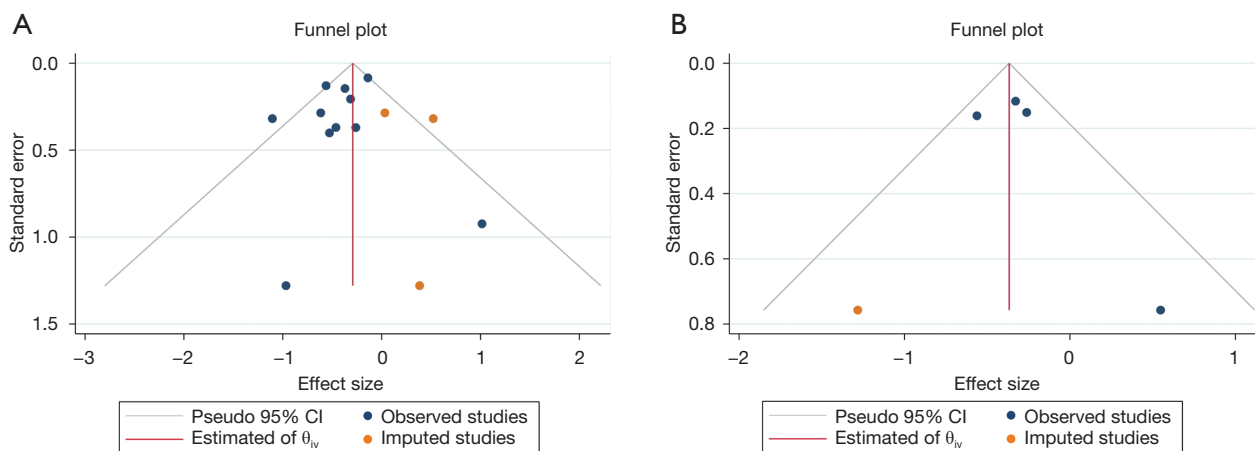 A
Funnel plot
0.0
0.5
1.0
1.5
Standard error
−3
−2
−1
0
1
2
Effect size
Pseudo 95% CI
Observed studies
Estimated of θiv
Imputed studies
B
Funnel plot
0.0
0.2
0.4
0.6
0.8
Standard error
−2
−1
0
1
Effect size
Pseudo 95% CI
Observed studies
Estimated of θiv
Imputed studies